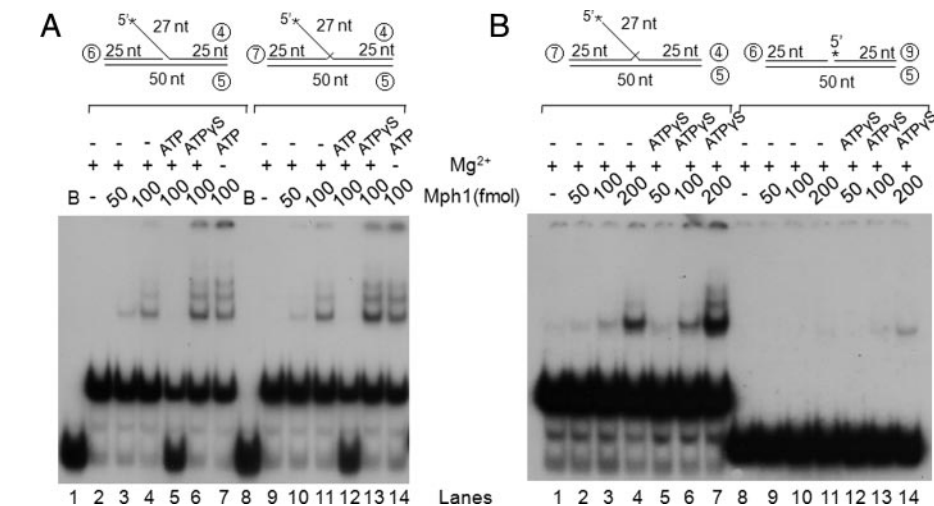 A
5'* 27 nt ④
⑥ 25 nt 25 nt
50 nt ⑤
5'* 27 nt ④
⑦ 25 nt 25 nt
50 nt ⑤
- - - ATP ATPγS ATP - - - ATP ATPγS ATP
+ + + + + - + + + + + - Mg²⁺
B - 50 100 100 100 100 B - 50 100 100 100 100 Mph1(fmol)
1 2 3 4 5 6 7 8 9 10 11 12 13 14 Lanes
B
5'* 27 nt
⑦ 25 nt 25 nt ④
50 nt ⑤
5'
⑥ 25 nt * 25 nt ⑨
50 nt ⑤
- - - - ATPγS ATPγS ATPγS - - - - ATPγS ATPγS ATPγS
+ + + + + + + + + + + + + +
- 50 100 200 50 100 200 - 50 100 200 50 100 200
1 2 3 4 5 6 7 8 9 10 11 12 13 14